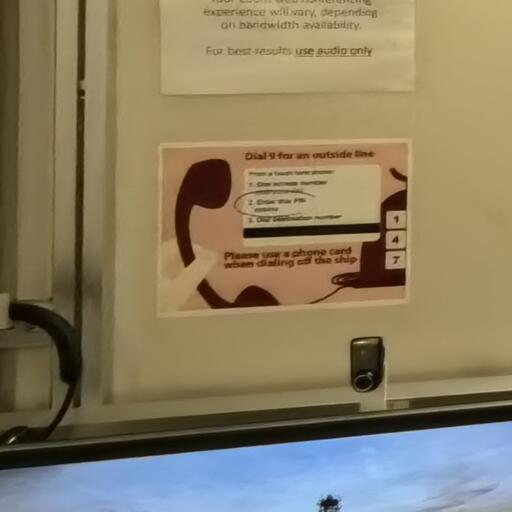 experience will vary, depending
on bandwidth availability.
For best results use audio only
Dial 9 for an outside line
From a touch tone phone:
1. Dial access number
2. Enter this PIN
3. Dial destination number
Please use a phone card
when dialing off the ship
1
4
7